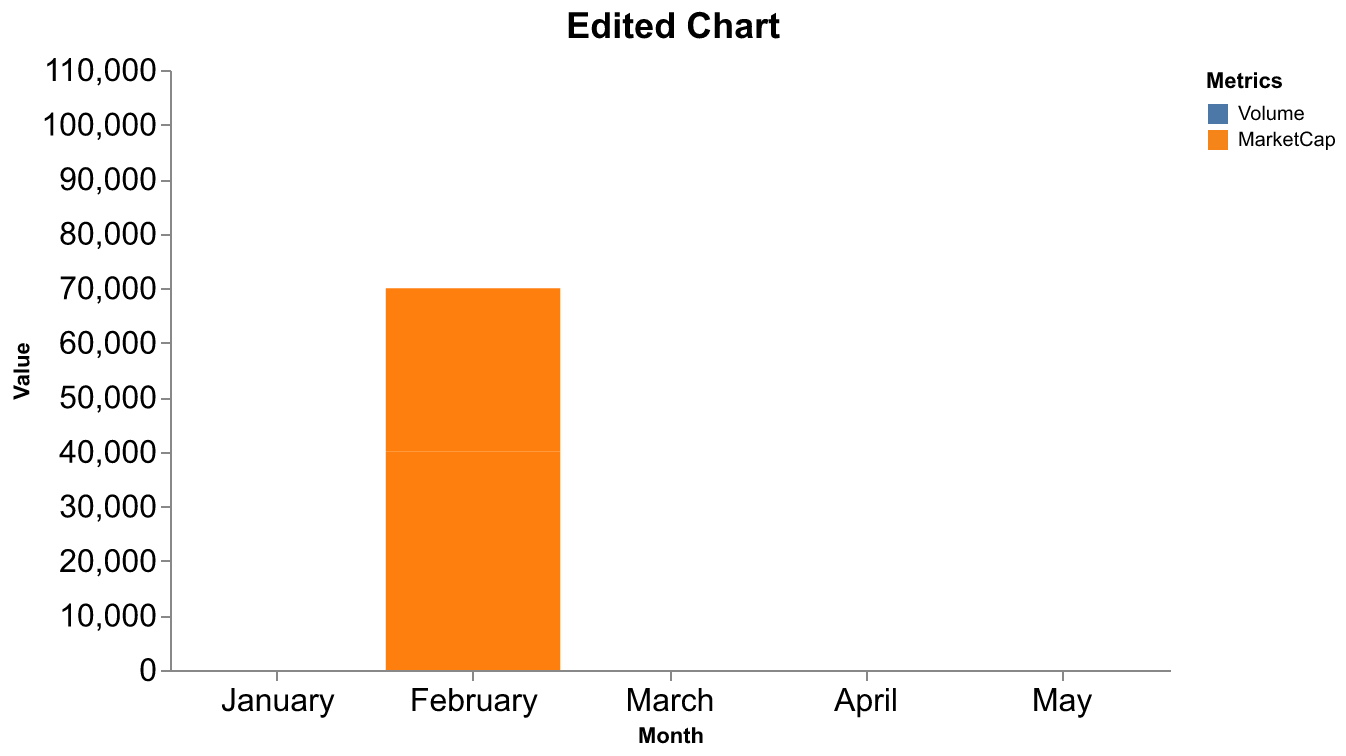 Edited Chart
110,000
100,000
90,000
80,000
70,000
60,000
50,000
40,000
30,000
20,000
10,000
0
Value
January February March April May
Month
Metrics
Volume
MarketCap